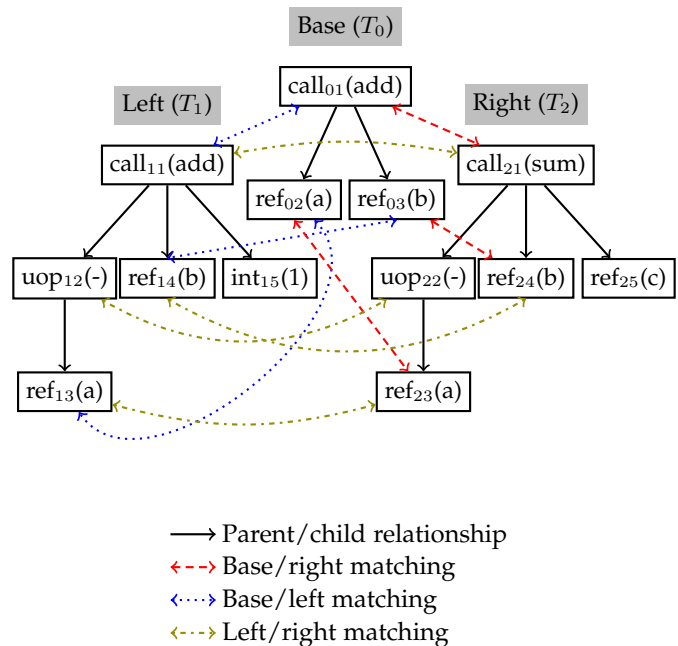 Base (T₀)
call₀₁(add)
Left (T₁)
Right (T₂)
call₁₁(add)
call₂₁(sum)
ref₀₂(a)
ref₀₃(b)
uop₁₂(-)
ref₁₄(b)
int₁₅(1)
uop₂₂(-)
ref₂₄(b)
ref₂₅(c)
ref₁₃(a)
ref₂₃(a)
Parent/child relationship
Base/right matching
Base/left matching
Left/right matching